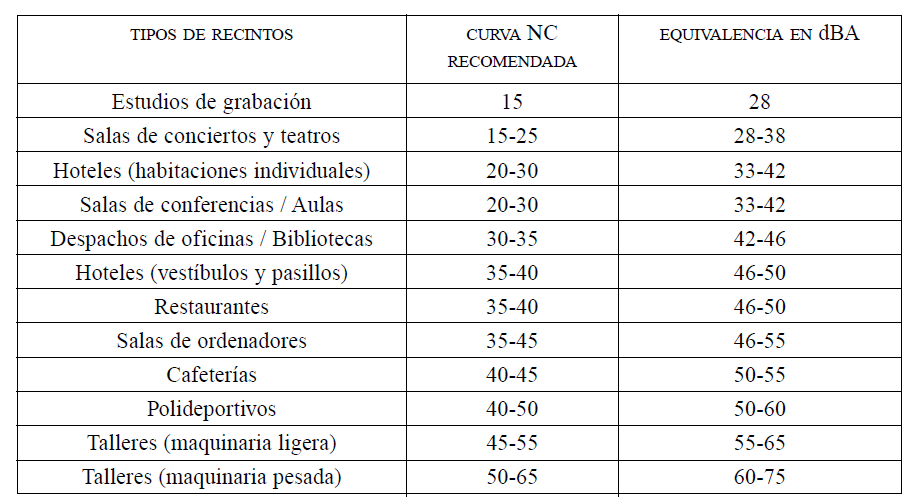 TIPOS DE RECINTOS CURVA NC EQUIVALENCIA EN dBA
RECOMENDADA
Estudios de grabación 15 28
Salas de conciertos y teatros 15-25 28-38
Hoteles (habitaciones individuales) 20-30 33-42
Salas de conferencias / Aulas 20-30 33-42
Despachos de oficinas / Bibliotecas 30-35 42-46
Hoteles (vestíbulos y pasillos) 35-40 46-50
Restaurantes 35-40 46-50
Salas de ordenadores 35-45 46-55
Cafeterías 40-45 50-55
Polideportivos 40-50 50-60
Talleres (maquinaria ligera) 45-55 55-65
Talleres (maquinaria pesada) 50-65 60-75